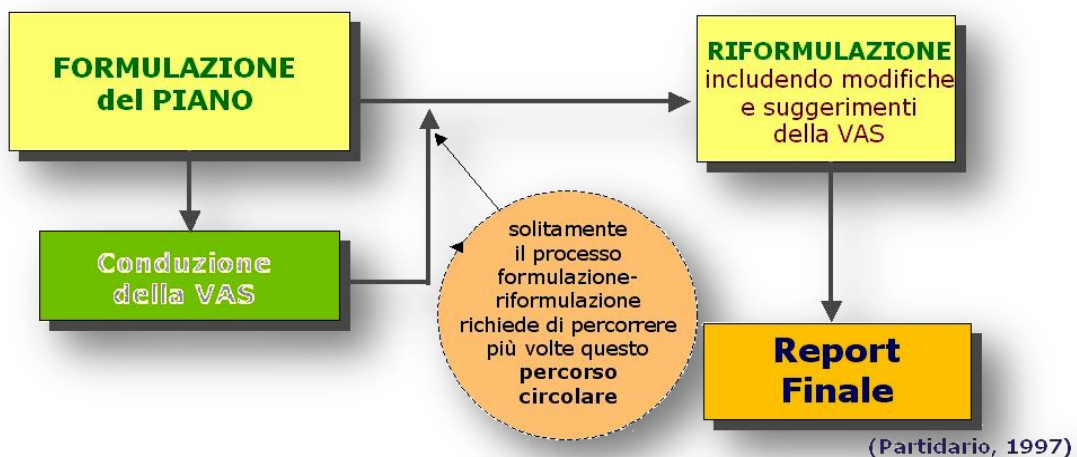 FORMULAZIONE
del PIANO
RIFORMULAZIONE
includendo modifiche
e suggerimenti
della VAS
Conduzione
della VAS
solitamente
il processo
formulazione-
riformulazione
richiede di percorrere
più volte questo
percorso
circolare
Report
Finale
(Partidario, 1997)